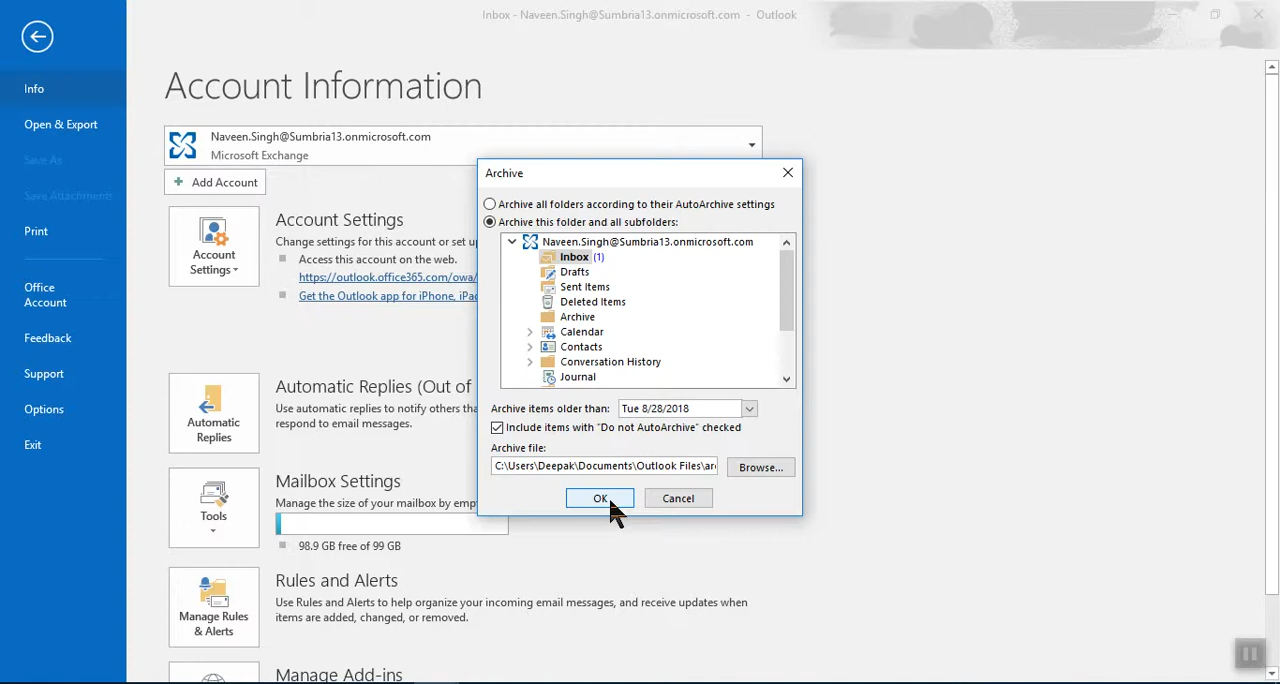 Inbox - Naveen.Singh@Sumbria13.onmicrosoft.com - Outlook
Info
Open & Export
Save As
Save Attachments
Print
Office
Account
Feedback
Support
Options
Exit
Account Information
Naveen.Singh@Sumbria13.onmicrosoft.com
Microsoft Exchange
Add Account
Account
Settings
Account Settings
Change settings for this account or set up
Access this account on the web.
https://outlook.office365.com/owa/
Get the Outlook app for iPhone, iPa
Automatic
Replies
Automatic Replies (Out of
Use automatic replies to notify others tha
respond to email messages.
Tools
Mailbox Settings
Manage the size of your mailbox by emp
98.9 GB free of 99 GB
Manage Rules
& Alerts
Rules and Alerts
Use Rules and Alerts to help organize your incoming email messages, and receive updates when
items are added, changed, or removed.
Manage Add-ins
Archive
Archive all folders according to their AutoArchive settings
Archive this folder and all subfolders:
Naveen.Singh@Sumbria13.onmicrosoft.com
Inbox (1)
Drafts
Sent Items
Deleted Items
Archive
Calendar
Contacts
Conversation History
Journal
Archive items older than: Tue 8/28/2018
Include items with "Do not AutoArchive" checked
Archive file:
C:\Users\Deepak\Documents\Outlook Files\ar Browse...
OK Cancel